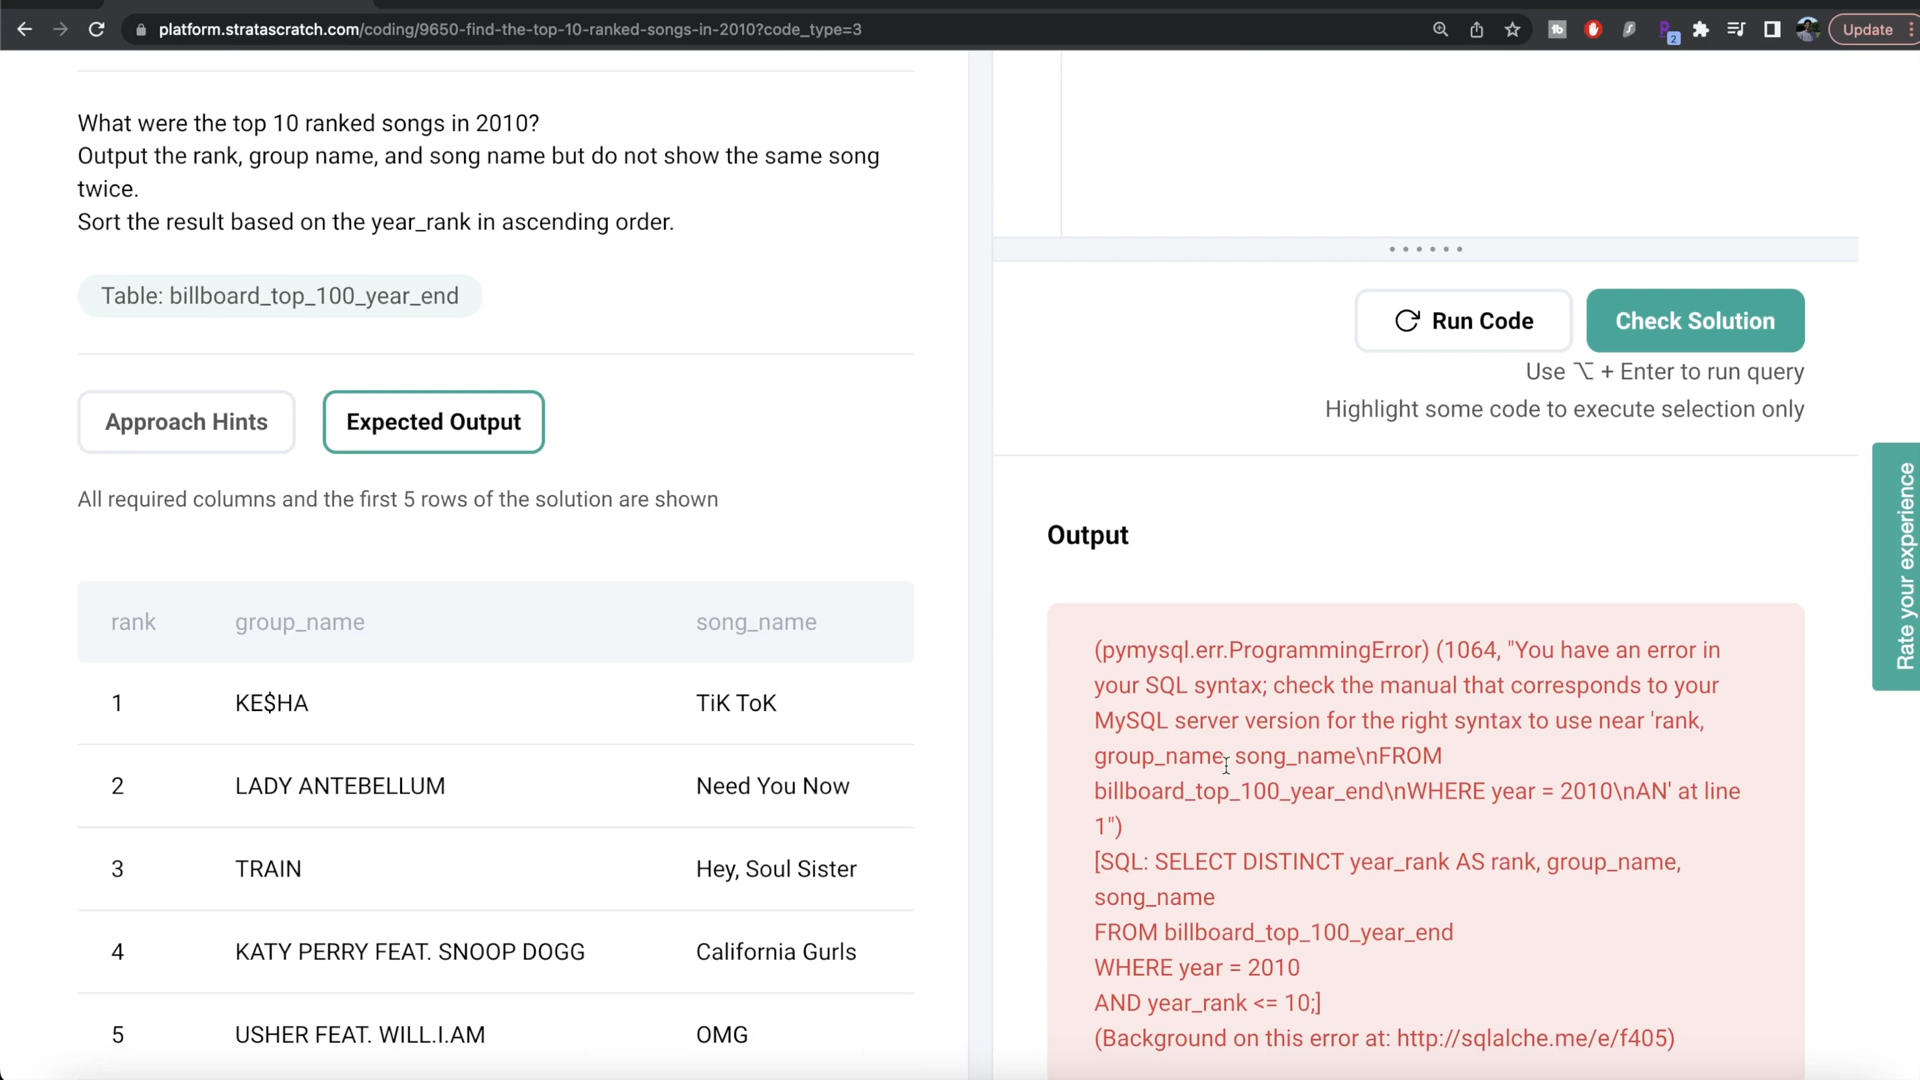 platform.stratascratch.com/coding/9650-find-the-top-10-ranked-songs-in-2010?code_type=3
tb
2
Update
What were the top 10 ranked songs in 2010?
Output the rank, group name, and song name but do not show the same song
twice.
Sort the result based on the year_rank in ascending order.
Table: billboard_top_100_year_end
Approach Hints
Expected Output
All required columns and the first 5 rows of the solution are shown
rank group_name song_name
1 KE$HA TiK ToK
2 LADY ANTEBELLUM Need You Now
3 TRAIN Hey, Soul Sister
4 KATY PERRY FEAT. SNOOP DOGG California Gurls
5 USHER FEAT. WILL.I.AM OMG
Run Code
Check Solution
Use ⌥ + Enter to run query
Highlight some code to execute selection only
Output
(pymysql.err.ProgrammingError) (1064, "You have an error in
your SQL syntax; check the manual that corresponds to your
MySQL server version for the right syntax to use near 'rank,
group_name, song_name\nFROM
billboard_top_100_year_end\nWHERE year = 2010\nAN' at line
1")
[SQL: SELECT DISTINCT year_rank AS rank, group_name,
song_name
FROM billboard_top_100_year_end
WHERE year = 2010
AND year_rank <= 10;]
(Background on this error at: http://sqlalche.me/e/f405)
Rate your experience